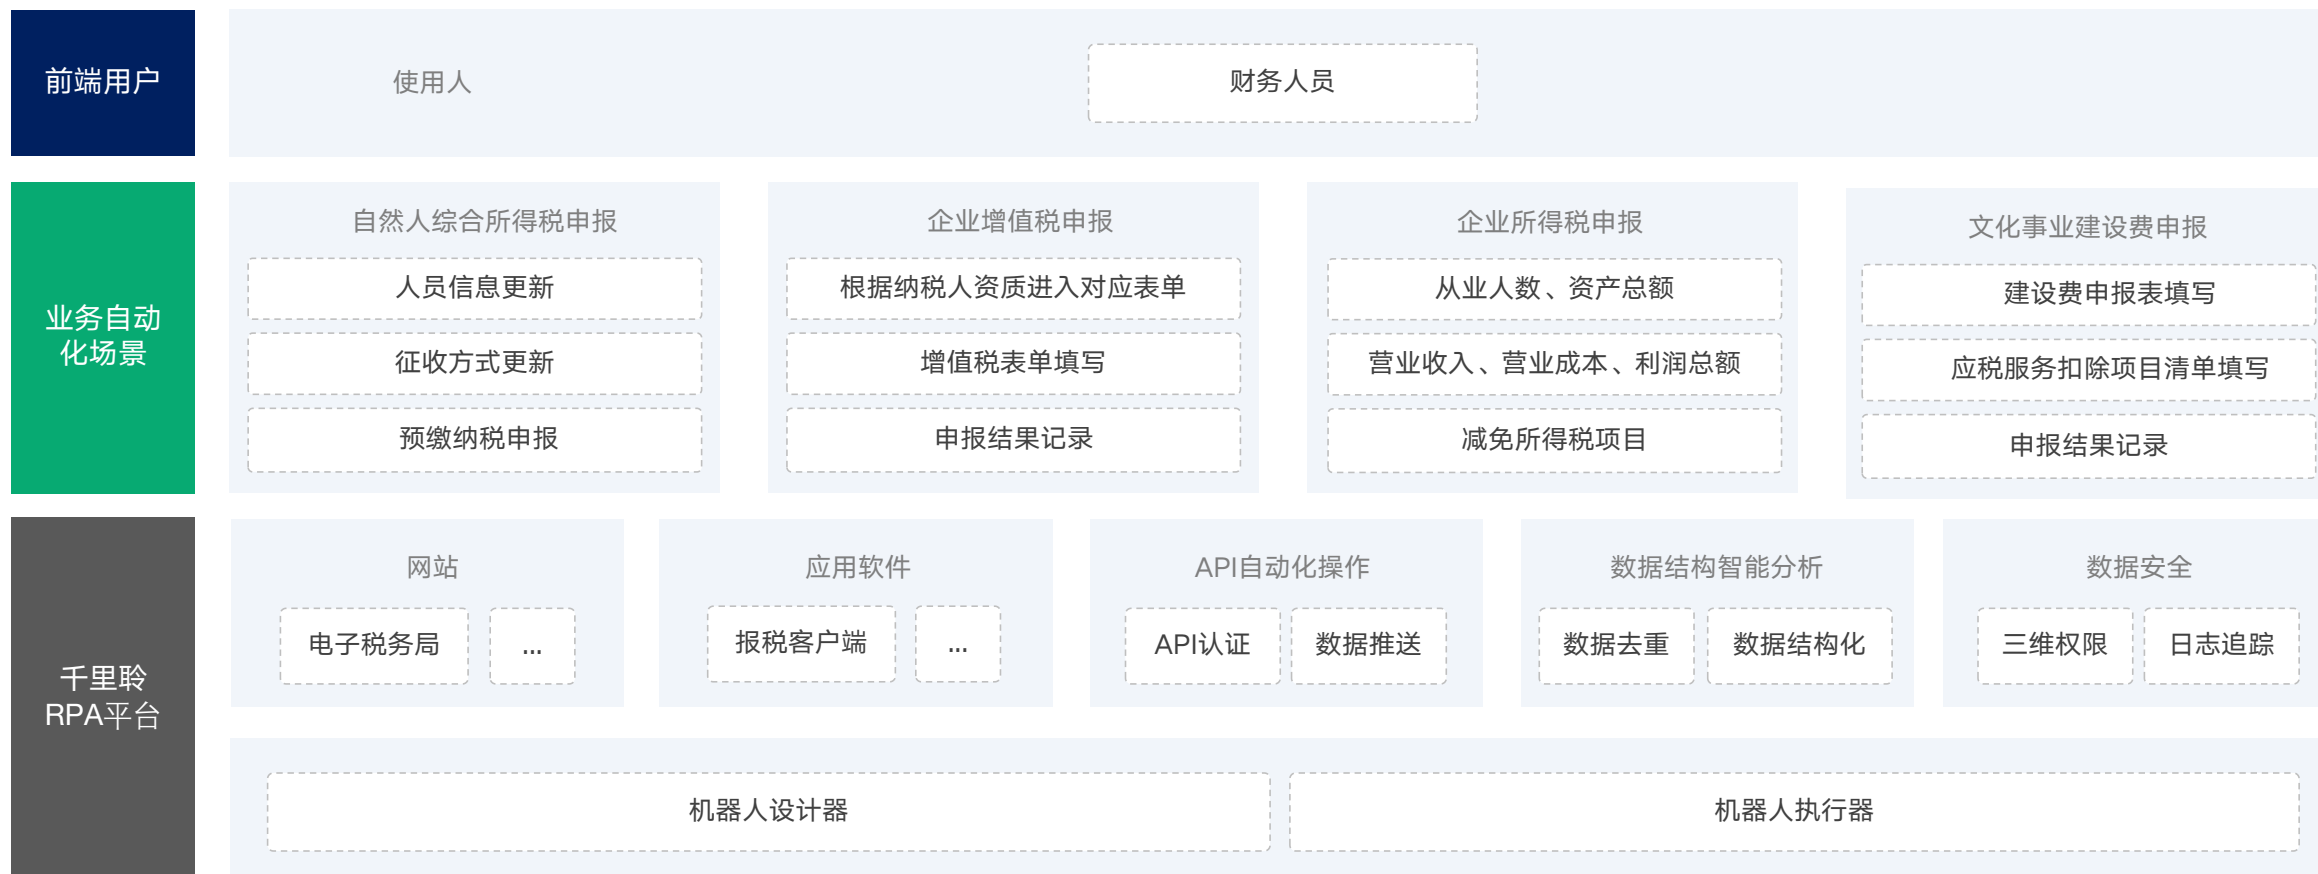 前端用户
使用人
财务人员
业务自动
化场景
自然人综合所得税申报
人员信息更新
征收方式更新
预缴纳税申报
企业增值税申报
根据纳税人资质进入对应表单
增值税表单填写
申报结果记录
企业所得税申报
从业人数、资产总额
营业收入、营业成本、利润总额
减免所得税项目
文化事业建设费申报
建设费申报表填写
应税服务扣除项目清单填写
申报结果记录
千里聆
RPA平台
网站
电子税务局
...
应用软件
报税客户端
...
API自动化操作
API认证
数据推送
数据结构智能分析
数据去重
数据结构化
数据安全
三维权限
日志追踪
机器人设计器
机器人执行器